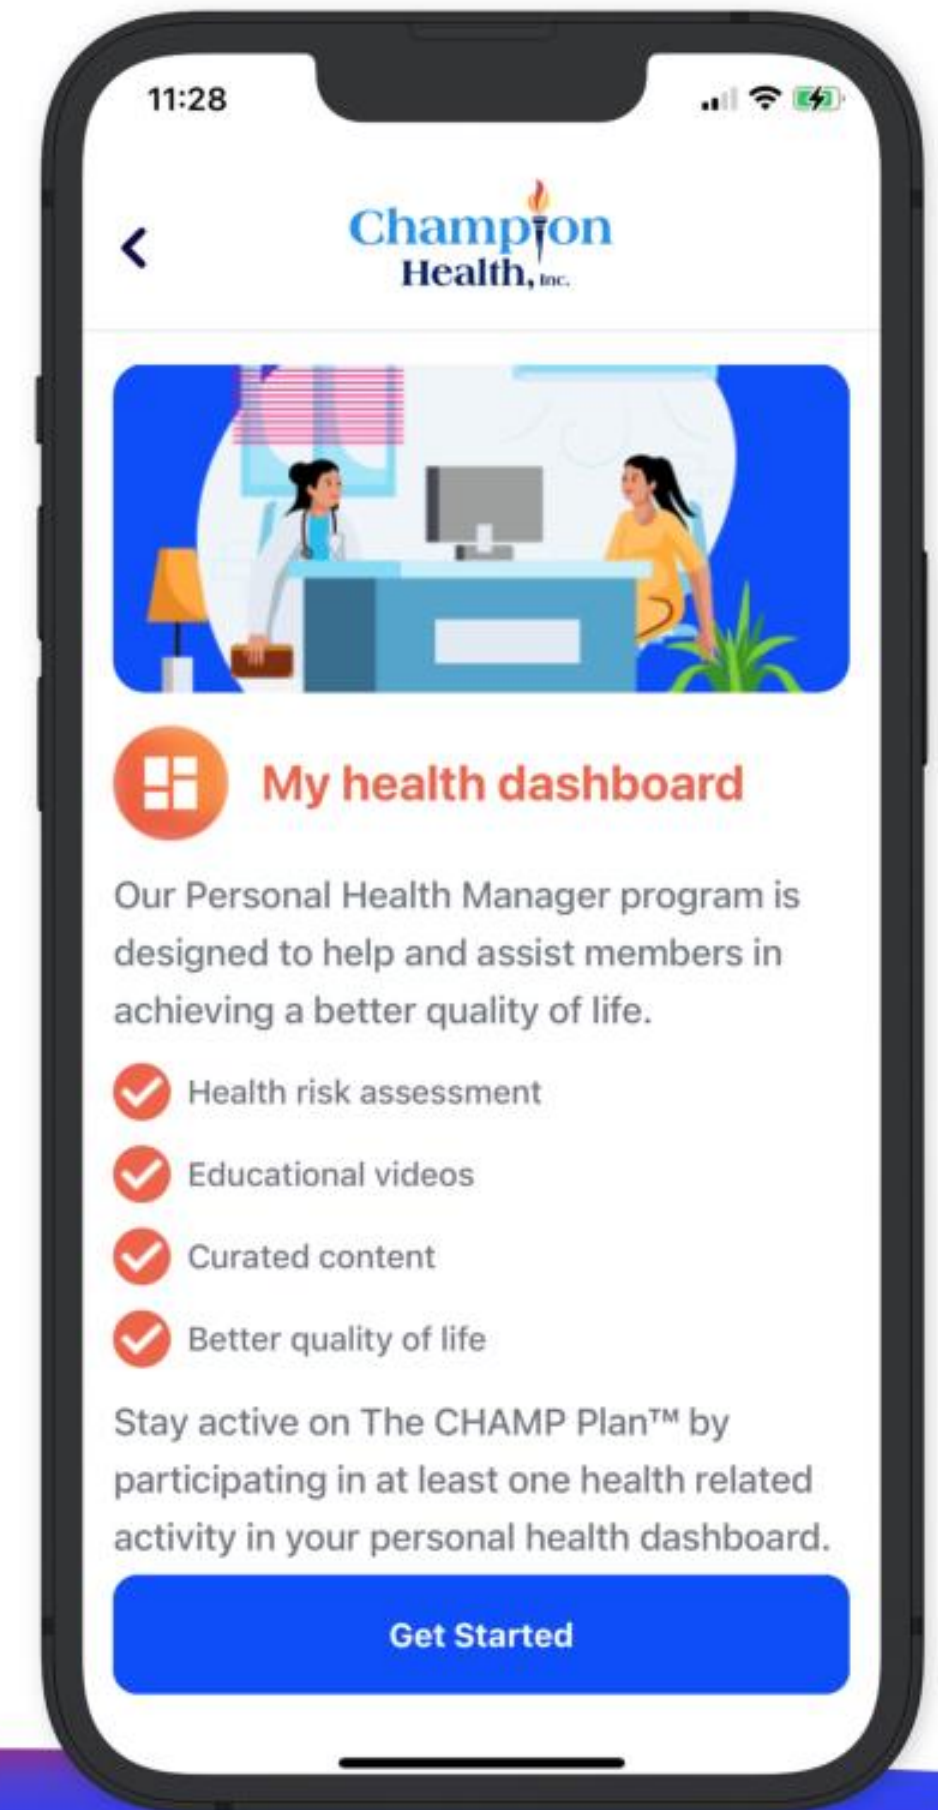 11:28
Champion
Health, Inc.
My health dashboard
Our Personal Health Manager program is
designed to help and assist members in
achieving a better quality of life.
Health risk assessment
Educational videos
Curated content
Better quality of life
Stay active on The CHAMP Plan™ by
participating in at least one health related
activity in your personal health dashboard.
Get Started